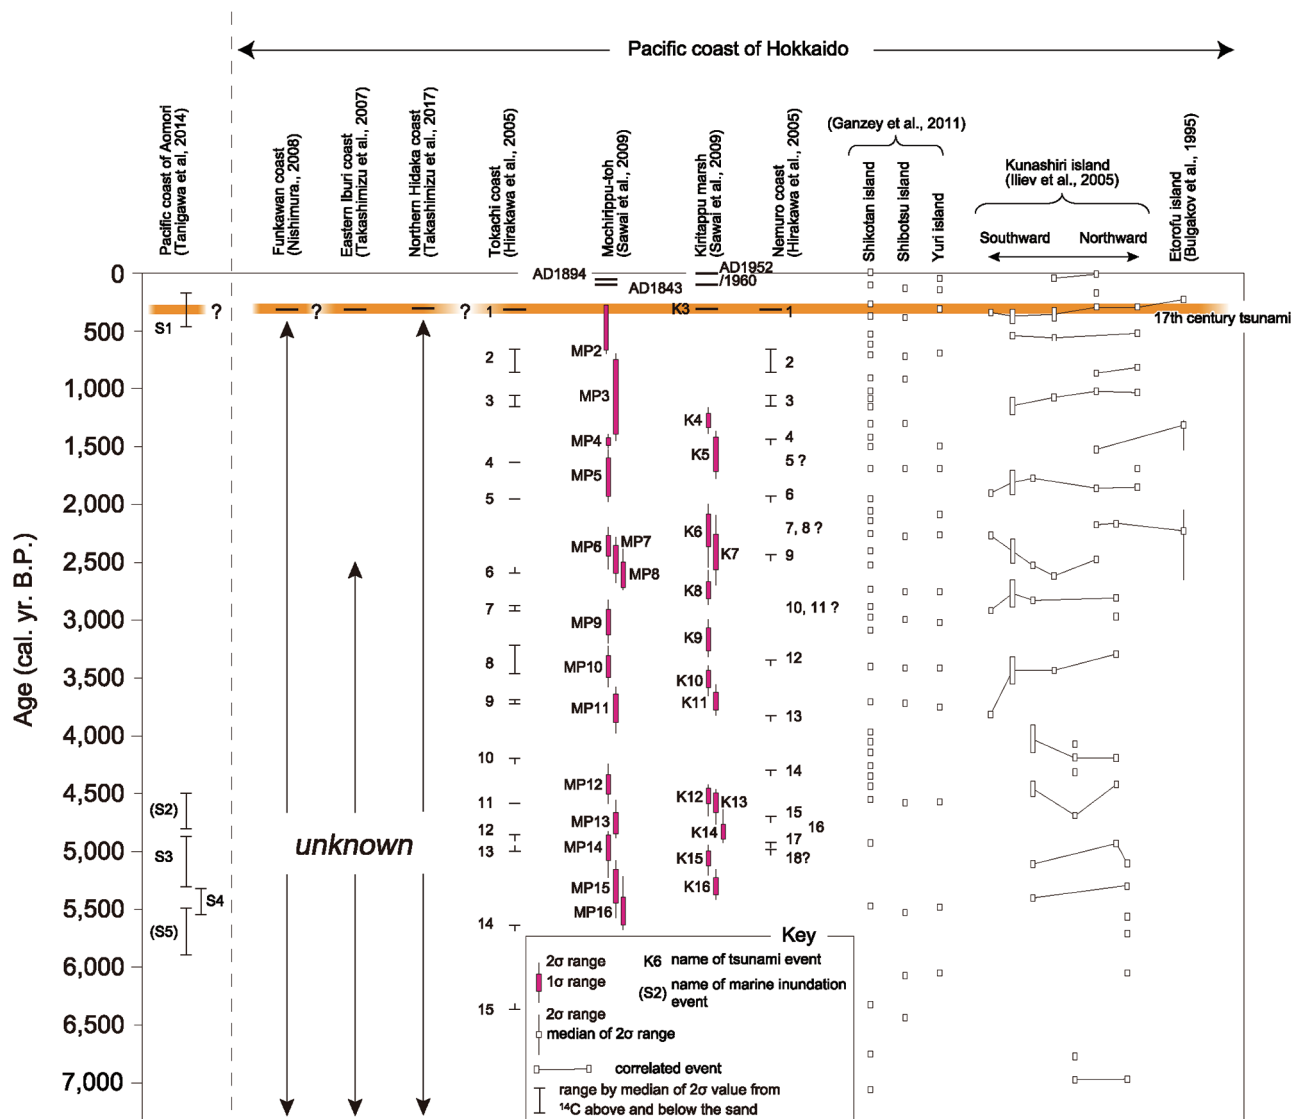 Pacific coast of Hokkaido
Pacific coast of Aomori
(Tanigawa et al, 2014)
Funkawan coast
(Nishimura., 2008)
Eastern Iburi coast
(Takashimizu et al., 2007)
Northern Hidaka coast
(Takashimizu et al., 2017)
Tokachi coast
(Hirakawa et al., 2005)
Mochirippu-toh
(Sawai et al., 2009)
Kiritappu marsh
(Sawai et al., 2009)
Nemuro coast
(Hirakawa et al., 2005)
(Ganzey et al., 2011)
Shikotan island
Shibotsu island
Yuri island
Kunashiri island
(Iliev et al., 2005)
Southward
Northward
Etorofu island
(Bulgakov et al., 1995)
Age (cal. yr. B.P.)
0
500
1,000
1,500
2,000
2,500
3,000
3,500
4,000
4,500
5,000
5,500
6,000
6,500
7,000
S1
(S2)
S3
S4
(S5)
?
?
?
unknown
1
2
3
4
5
6
7
8
9
10
11
12
13
14
15
AD1894
AD1843
MP2
MP3
MP4
MP5
MP6
MP7
MP8
MP9
MP10
MP11
MP12
MP13
MP14
MP15
MP16
AD1952
/1960
K3
K4
K5
K6
K7
K8
K9
K10
K11
K12
K13
K14
K15
K16
1
2
3
4
5 ?
6
7, 8 ?
9
10, 11 ?
12
13
14
15
16
17
18?
17th century tsunami
Key
2σ range
1σ range
2σ range
median of 2σ range
K6 name of tsunami event
(S2) name of marine inundation
event
correlated event
range by median of 2σ value from
¹⁴C above and below the sand